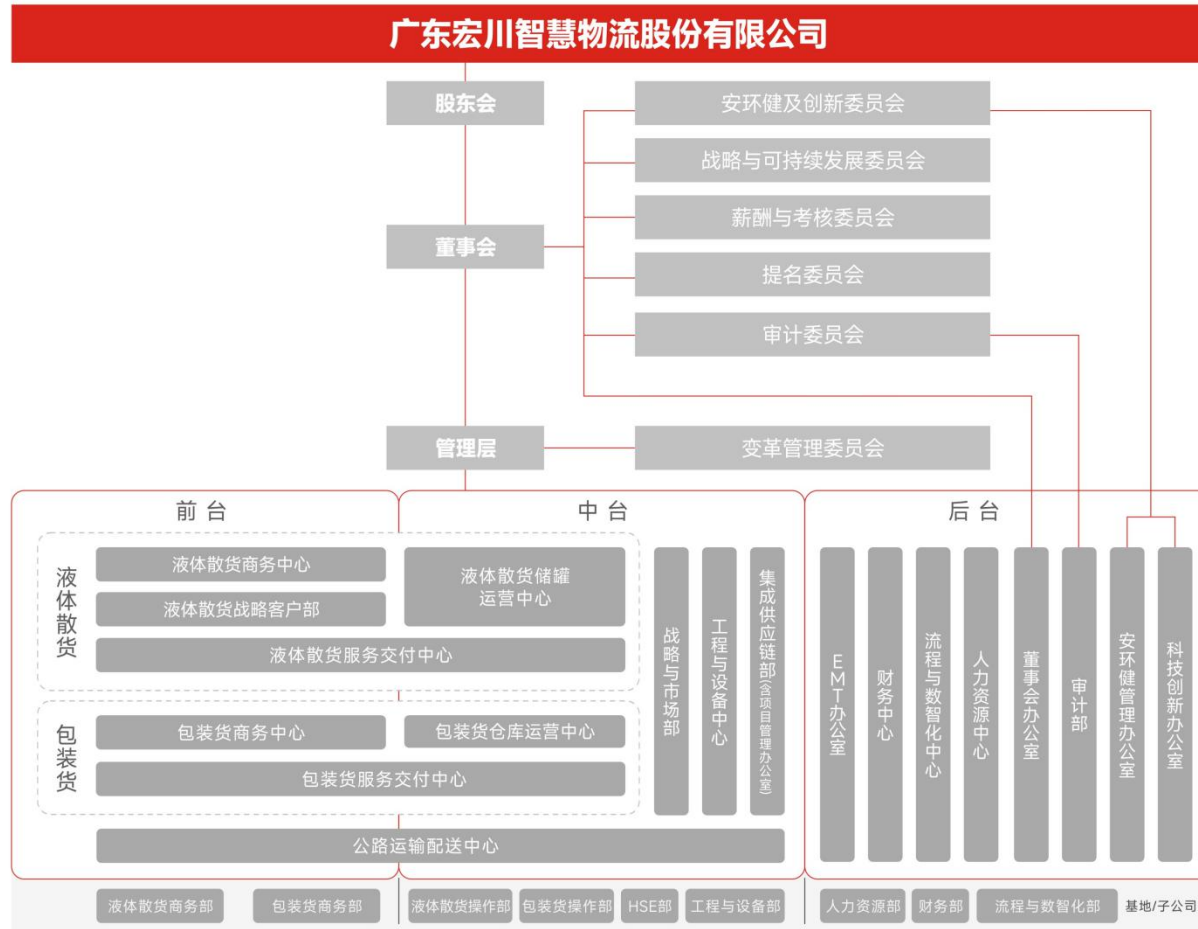 广东宏川智慧物流股份有限公司
股东会
安环健及创新委员会
战略与可持续发展委员会
薪酬与考核委员会
董事会
提名委员会
审计委员会
管理层
变革管理委员会
前台
中台
后台
液体散货
液体散货商务中心
液体散货战略客户部
液体散货储罐
运营中心
液体散货服务交付中心
包装货
包装货商务中心
包装货仓库运营中心
包装货服务交付中心
公路运输配送中心
战略与市场部
工程与设备中心
集成供应链部(含项目管理办公室)
EMT办公室
财务中心
流程与数智化中心
人力资源中心
董事会办公室
审计部
安环健管理办公室
科技创新办公室
液体散货商务部
包装货商务部
液体散货操作部
包装货操作部
HSE部
工程与设备部
人力资源部
财务部
流程与数智化部
基地/子公司